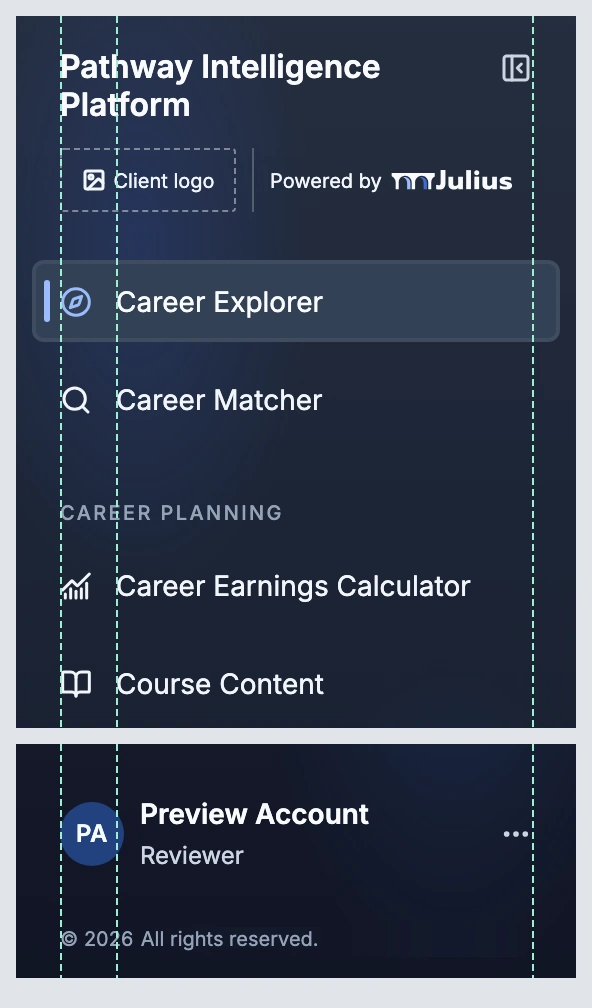 Pathway Intelligence
Platform
Client logo
Powered by Julius
Career Explorer
Career Matcher
CAREER PLANNING
Career Earnings Calculator
Course Content
PA
Preview Account
Reviewer
© 2026 All rights reserved.